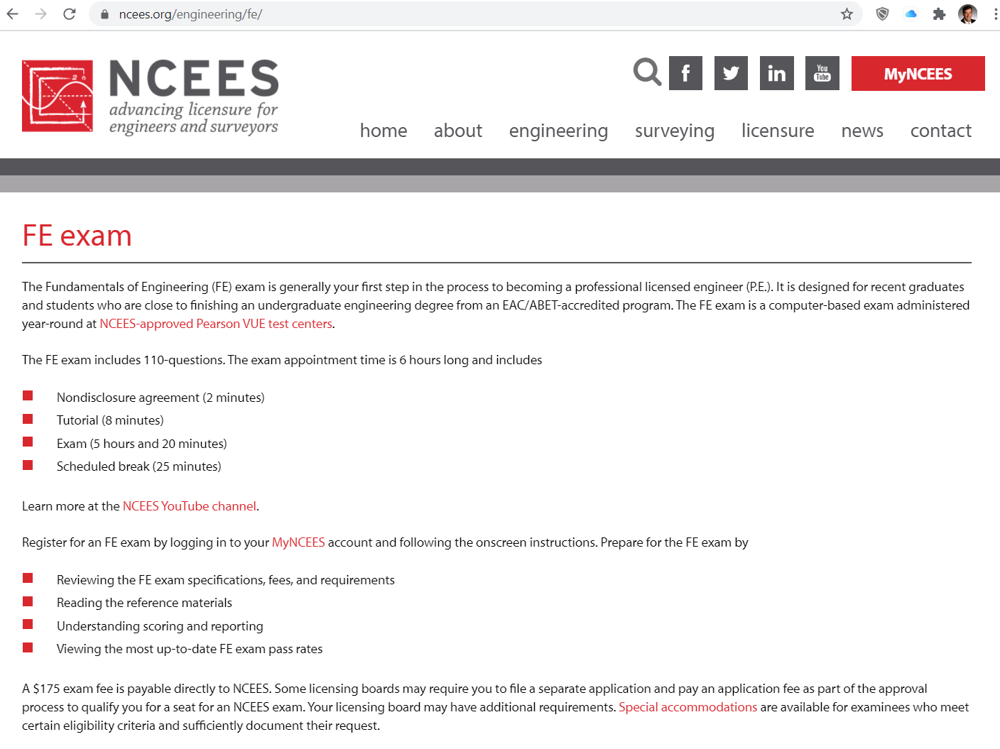 ncees.org/engineering/fe/
NCEES
advancing licensure for
engineers and surveyors
You
Tube
MyNCEES
home about engineering surveying licensure news contact
FE exam
The Fundamentals of Engineering (FE) exam is generally your first step in the process to becoming a professional licensed engineer (P.E.). It is designed for recent graduates
and students who are close to finishing an undergraduate engineering degree from an EAC/ABET-accredited program. The FE exam is a computer-based exam administered
year-round at NCEES-approved Pearson VUE test centers.
The FE exam includes 110-questions. The exam appointment time is 6 hours long and includes
Nondisclosure agreement (2 minutes)
Tutorial (8 minutes)
Exam (5 hours and 20 minutes)
Scheduled break (25 minutes)
Learn more at the NCEES YouTube channel.
Register for an FE exam by logging in to your MyNCEES account and following the onscreen instructions. Prepare for the FE exam by
Reviewing the FE exam specifications, fees, and requirements
Reading the reference materials
Understanding scoring and reporting
Viewing the most up-to-date FE exam pass rates
A $175 exam fee is payable directly to NCEES. Some licensing boards may require you to file a separate application and pay an application fee as part of the approval
process to qualify you for a seat for an NCEES exam. Your licensing board may have additional requirements. Special accommodations are available for examinees who meet
certain eligibility criteria and sufficiently document their request.